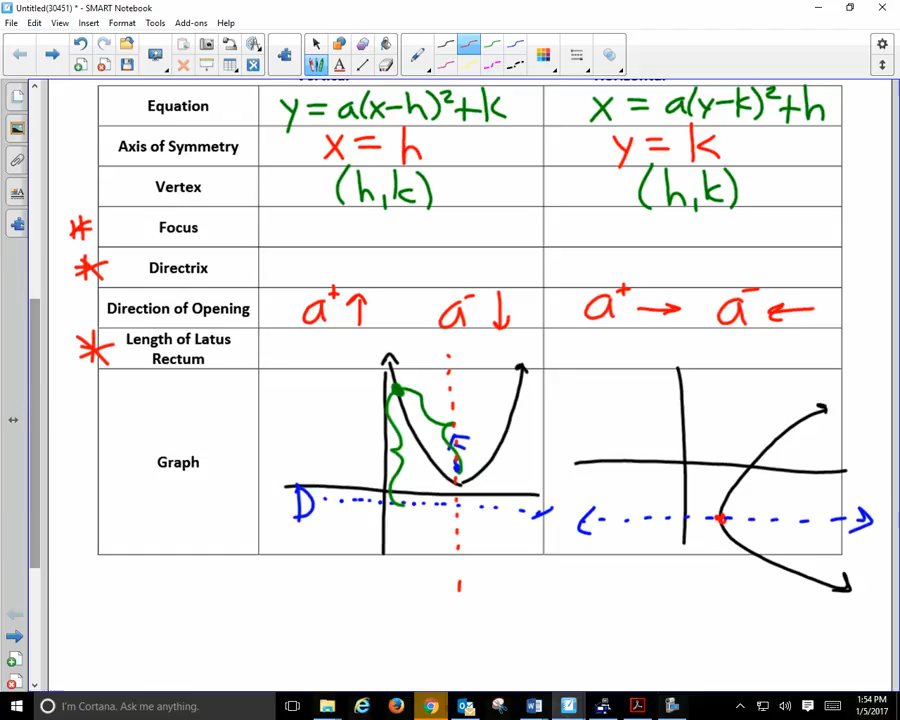 Untitled(30451) * - SMART Notebook
File Edit View Insert Format Tools Add-ons Help
Equation y = a(x-h)²+k x = a(y-k)²+h
Axis of Symmetry x = h y = k
Vertex (h,k) (h,k)
* Focus
* Directrix
Direction of Opening a⁺ ↑ a⁻ ↓ a⁺ → a⁻ ←
* Length of Latus
Rectum
Graph
F
D
I'm Cortana. Ask me anything.
1:54 PM
1/5/2017